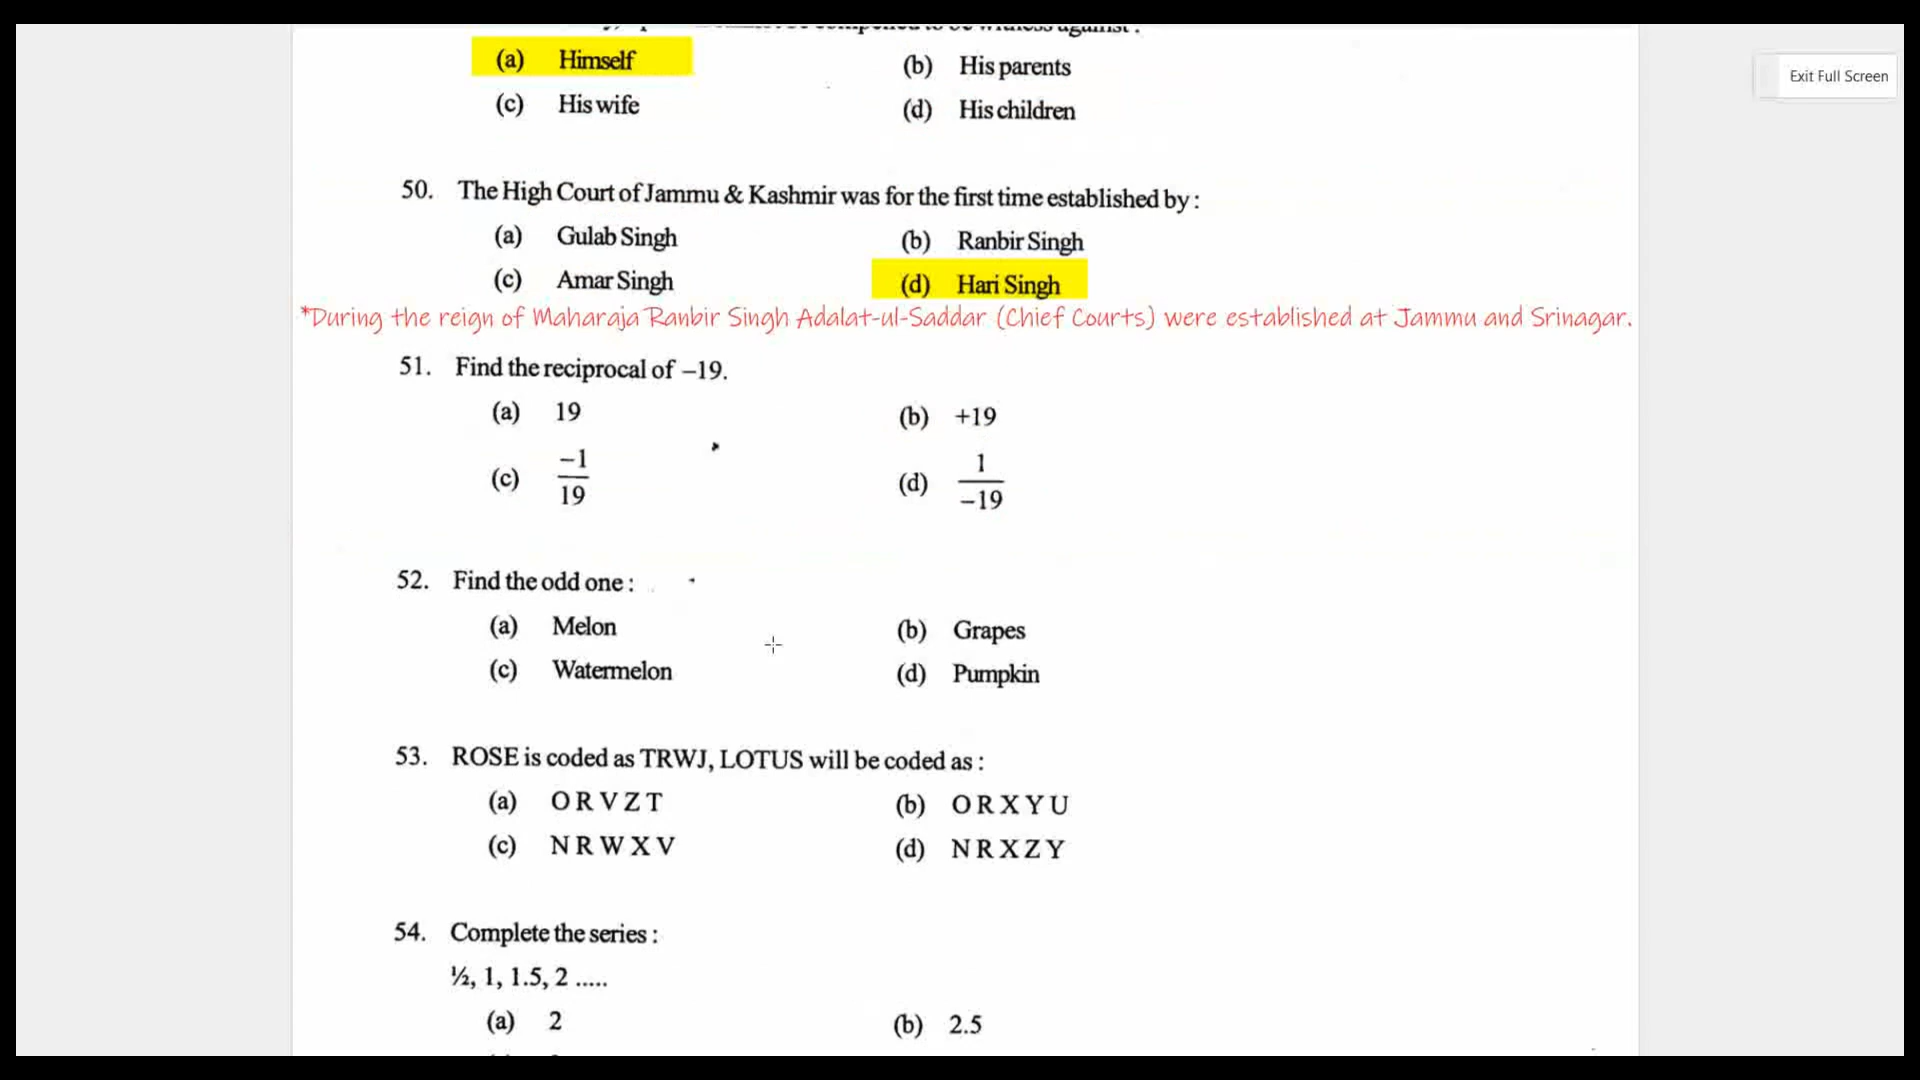 to be witness against :
(a) Himself (b) His parents
(c) His wife (d) His children
Exit Full Screen
50. The High Court of Jammu & Kashmir was for the first time established by :
(a) Gulab Singh (b) Ranbir Singh
(c) Amar Singh (d) Hari Singh
*During the reign of Maharaja Ranbir Singh Adalat-ul-Saddar (Chief Courts) were established at Jammu and Srinagar.
51. Find the reciprocal of –19.
(a) 19 (b) +19
(c) –1/19 (d) 1/–19
52. Find the odd one :
(a) Melon (b) Grapes
(c) Watermelon (d) Pumpkin
53. ROSE is coded as TRWJ, LOTUS will be coded as :
(a) O R V Z T (b) O R X Y U
(c) N R W X V (d) N R X Z Y
54. Complete the series :
½, 1, 1.5, 2 .....
(a) 2 (b) 2.5